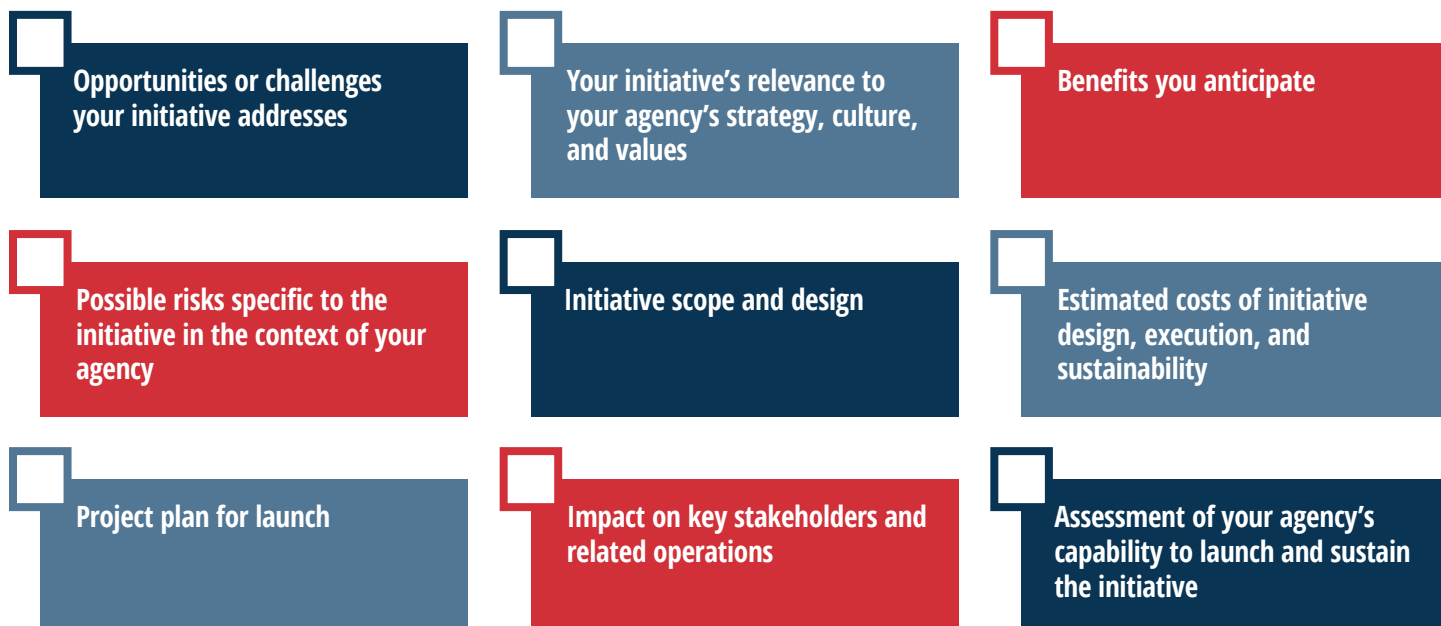 Opportunities or challenges
your initiative addresses
Your initiative’s relevance to
your agency’s strategy, culture,
and values
Benefits you anticipate
Possible risks specific to the
initiative in the context of your
agency
Initiative scope and design
Estimated costs of initiative
design, execution, and
sustainability
Project plan for launch
Impact on key stakeholders and
related operations
Assessment of your agency’s
capability to launch and sustain
the initiative